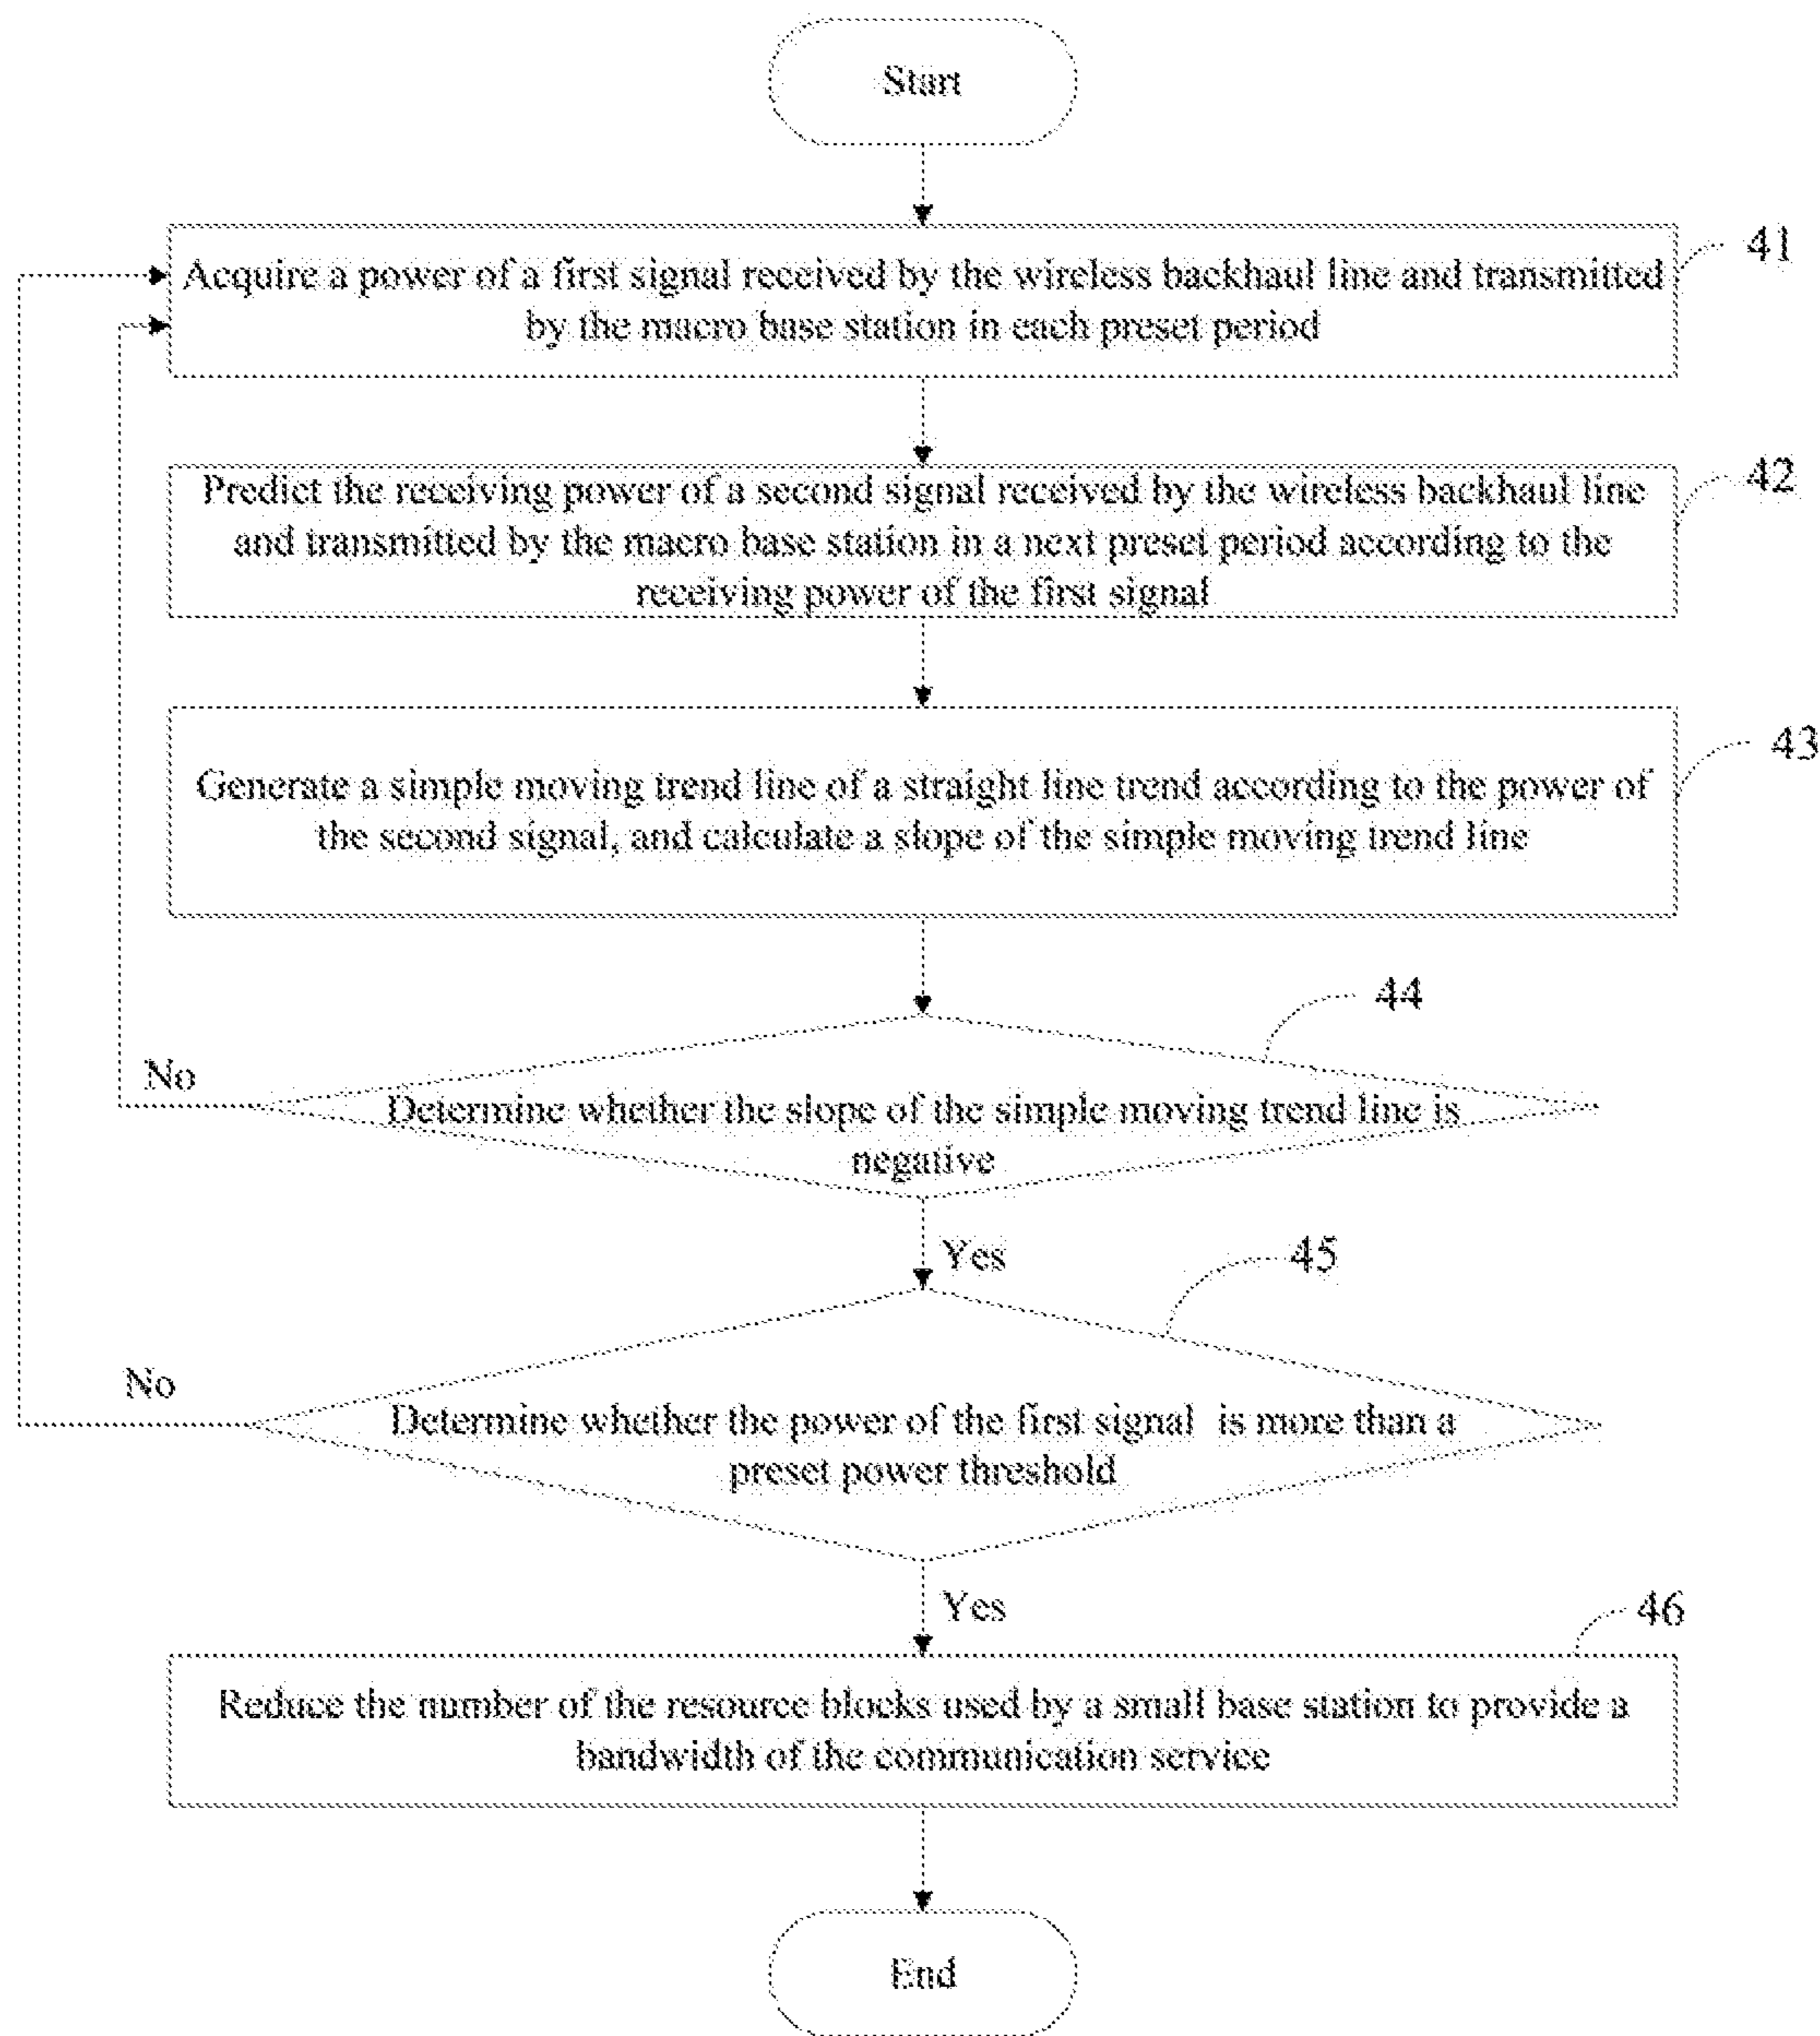 Start
41
Acquire a power of a first signal received by the wireless backhaul line and transmitted
by the macro base station in each preset period
42
Predict the receiving power of a second signal received by the wireless backhaul line
and transmitted by the macro base station in a next preset period according to the
receiving power of the first signal
43
Generate a simple moving trend line of a straight line trend according to the power of
the second signal, and calculate a slope of the simple moving trend line
44
No
Determine whether the slope of the simple moving trend line is
negative
Yes
45
No
Determine whether the power of the first signal is more than a
preset power threshold
Yes
46
Reduce the number of the resource blocks used by a small base station to provide a
bandwidth of the communication service
End